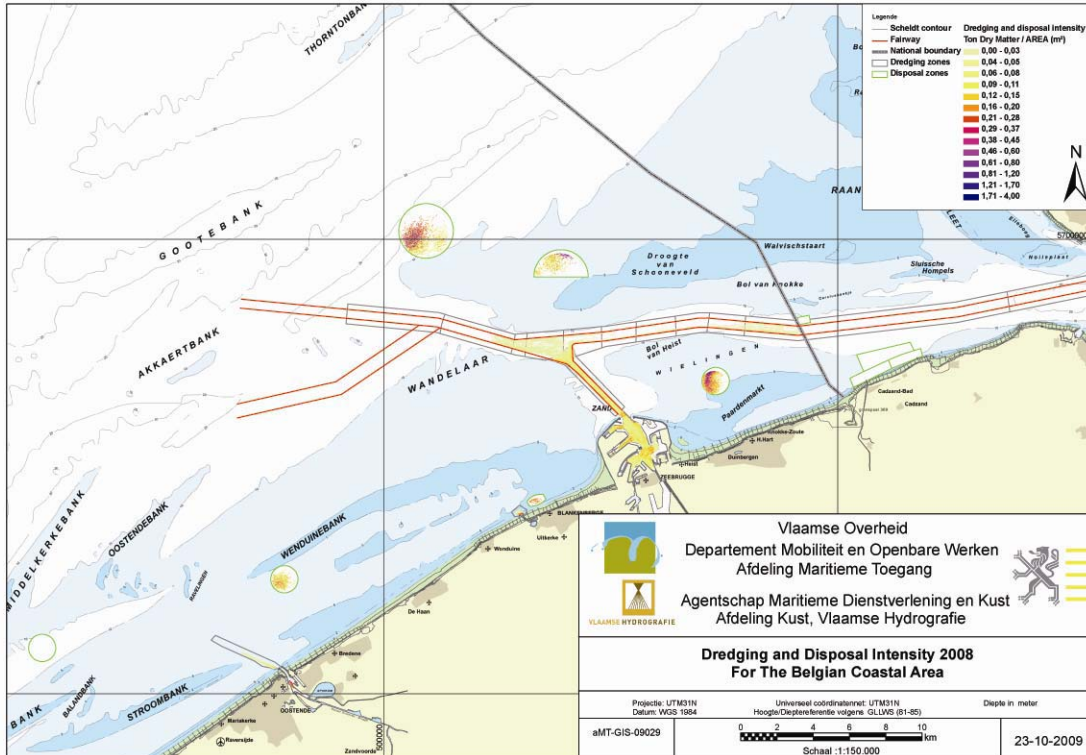 THORNTONBANK
GOOTEBANK
AKKAERTBANK
WANDELAAR
MIDDELKERKEBANK
OOSTENDEBANK
RAVELINGEN
WENDUINEBANK
BALANDBANK
STROOMBANK
BANK
Droogte
van
Schooneveld
Walvischstaart
Bol van Knokke
Sluissche
Hompels
Bol
van Heist
WIELINGEN
Paardenmarkt
ZAND
RAAN
Cadzand-Bad
Cadzand
Knokke-Zoute
H.Hart
Duinbergen
Heist
ZEEBRUGGE
BLANKENBERGE
Uitkerke
Wenduine
De Haan
Bredene
OOSTENDE
Mariakerke
Raversijde
Zandvoorde
500000
5700000
Legende
Scheldt contour
Fairway
National boundary
Dredging zones
Disposal zones
Dredging and disposal Intensity
Ton Dry Matter / AREA (m²)
0,00 - 0,03
0,04 - 0,05
0,06 - 0,08
0,09 - 0,11
0,12 - 0,15
0,16 - 0,20
0,21 - 0,28
0,29 - 0,37
0,38 - 0,45
0,46 - 0,60
0,61 - 0,80
0,81 - 1,20
1,21 - 1,70
1,71 - 4,00
N
Vlaamse Overheid
Departement Mobiliteit en Openbare Werken
Afdeling Maritieme Toegang
Agentschap Maritieme Dienstverlening en Kust
Afdeling Kust, Vlaamse Hydrografie
VLAAMSE HYDROGRAFIE
Dredging and Disposal Intensity 2008
For The Belgian Coastal Area
Projectie: UTM31N
Datum: WGS 1984
Universeel coördinatennet: UTM31N
Hoogte/Dieptereferentie volgens GLLWS (81-85)
Diepte in meter
aMT-GIS-09029
0 2 4 6 8 10
km
Schaal :1:150.000
23-10-2009